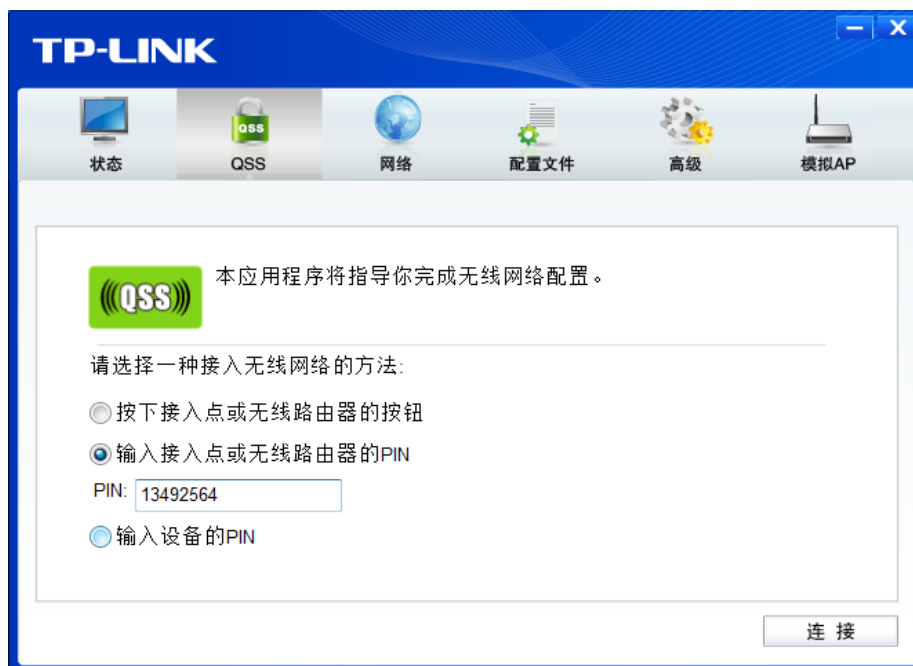 TP-LINK
状态
QSS
QSS
网络
配置文件
高级
模拟AP
QSS
本应用程序将指导你完成无线网络配置。
请选择一种接入无线网络的方法:
按下接入点或无线路由器的按钮
输入接入点或无线路由器的PIN
PIN: 13492564
输入设备的PIN
连 接